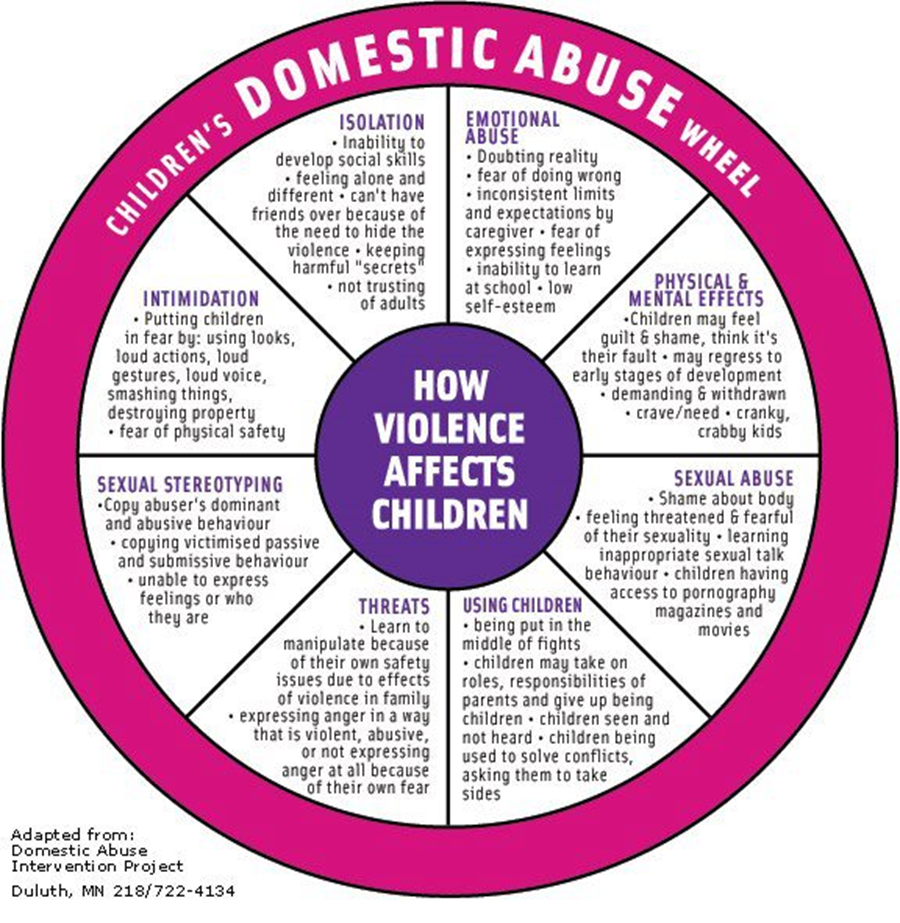 CHILDREN'S DOMESTIC ABUSE WHEEL
ISOLATION
• Inability to
develop social skills
• feeling alone and
different • can't have
friends over because of
the need to hide the
violence • keeping
harmful "secrets"
• not trusting
of adults
EMOTIONAL
ABUSE
• Doubting reality
• fear of doing wrong
• inconsistent limits
and expectations by
caregiver • fear of
expressing feelings
• inability to learn
at school • low
self-esteem
PHYSICAL &
MENTAL EFFECTS
•Children may feel
guilt & shame, think it's
their fault • may regress to
early stages of development
• demanding & withdrawn
• crave/need • cranky,
crabby kids
SEXUAL ABUSE
• Shame about body
• feeling threatened & fearful
of their sexuality • learning
inappropriate sexual talk
behaviour • children having
access to pornography
magazines and
movies
USING CHILDREN
• being put in the
middle of fights
• children may take on
roles, responsibilities of
parents and give up being
children • children seen and
not heard • children being
used to solve conflicts,
asking them to take
sides
THREATS
• Learn to
manipulate because
of their own safety
issues due to effects
of violence in family
• expressing anger in a way
that is violent, abusive,
or not expressing
anger at all because
of their own fear
SEXUAL STEREOTYPING
•Copy abuser's dominant
and abusive behaviour
• copying victimised passive
and submissive behaviour
• unable to express
feelings or who
they are
INTIMIDATION
• Putting children
in fear by: using looks,
loud actions, loud
gestures, loud voice,
smashing things,
destroying property
• fear of physical safety
HOW
VIOLENCE
AFFECTS
CHILDREN
Adapted from:
Domestic Abuse
Intervention Project
Duluth, MN 218/722-4134